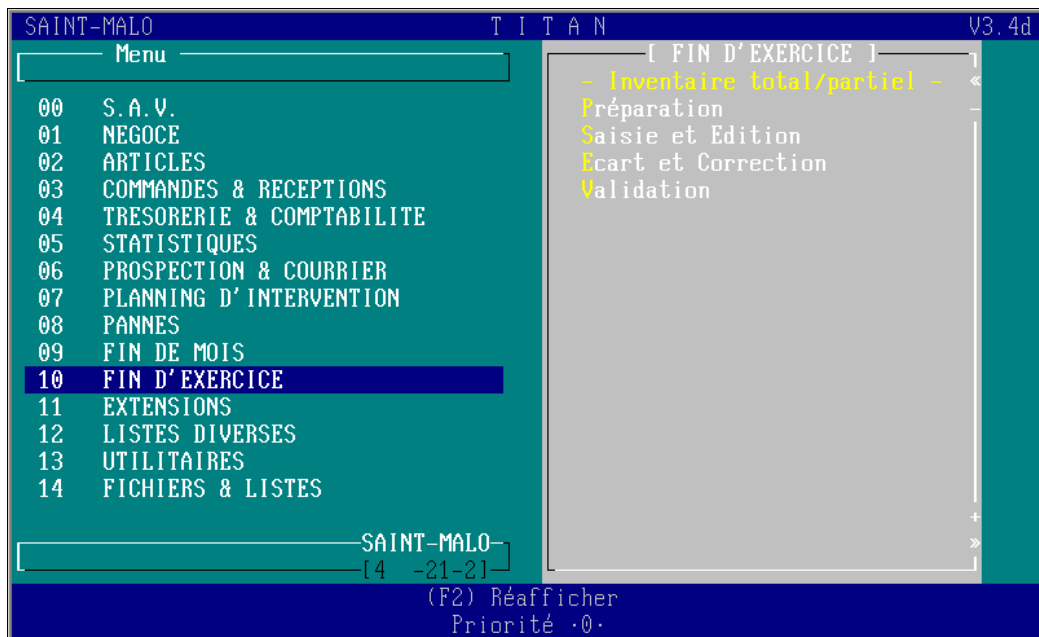 SAINT-MALO T I T A N V3.4d
Menu
00 S.A.V.
01 NEGOCE
02 ARTICLES
03 COMMANDES & RECEPTIONS
04 TRESORERIE & COMPTABILITE
05 STATISTIQUES
06 PROSPECTION & COURRIER
07 PLANNING D'INTERVENTION
08 PANNES
09 FIN DE MOIS
10 FIN D'EXERCICE
11 EXTENSIONS
12 LISTES DIVERSES
13 UTILITAIRES
14 FICHIERS & LISTES
SAINT-MALO
[4 -21-2]
[ FIN D'EXERCICE ]
- Inventaire total/partiel - «
Préparation -
Saisie et Edition
Ecart et Correction
Validation
+
»
(F2) Réafficher
Priorité ·0·